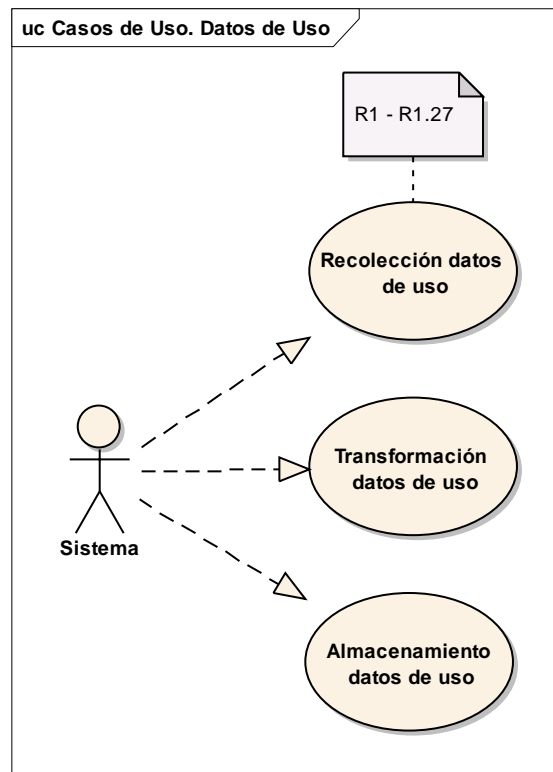 uc Casos de Uso. Datos de Uso
R1 - R1.27
Recolección datos
de uso
Transformación
datos de uso
Sistema
Almacenamiento
datos de uso